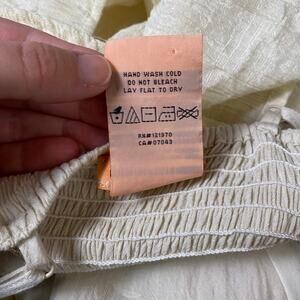 HAND WASH COLD
DO NOT BLEACH
LAY FLAT TO DRY
RN#121970
CA#07043